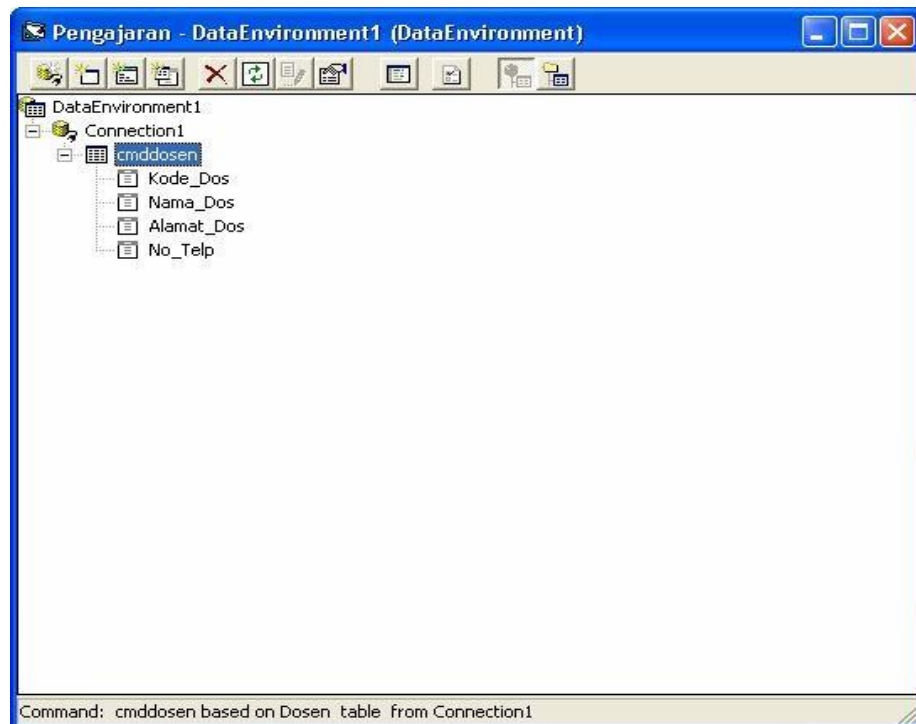 Pengajaran - DataEnvironment1 (DataEnvironment)
DataEnvironment1
Connection1
cmddosen
Kode_Dos
Nama_Dos
Alamat_Dos
No_Telp
Command: cmddosen based on Dosen table from Connection1